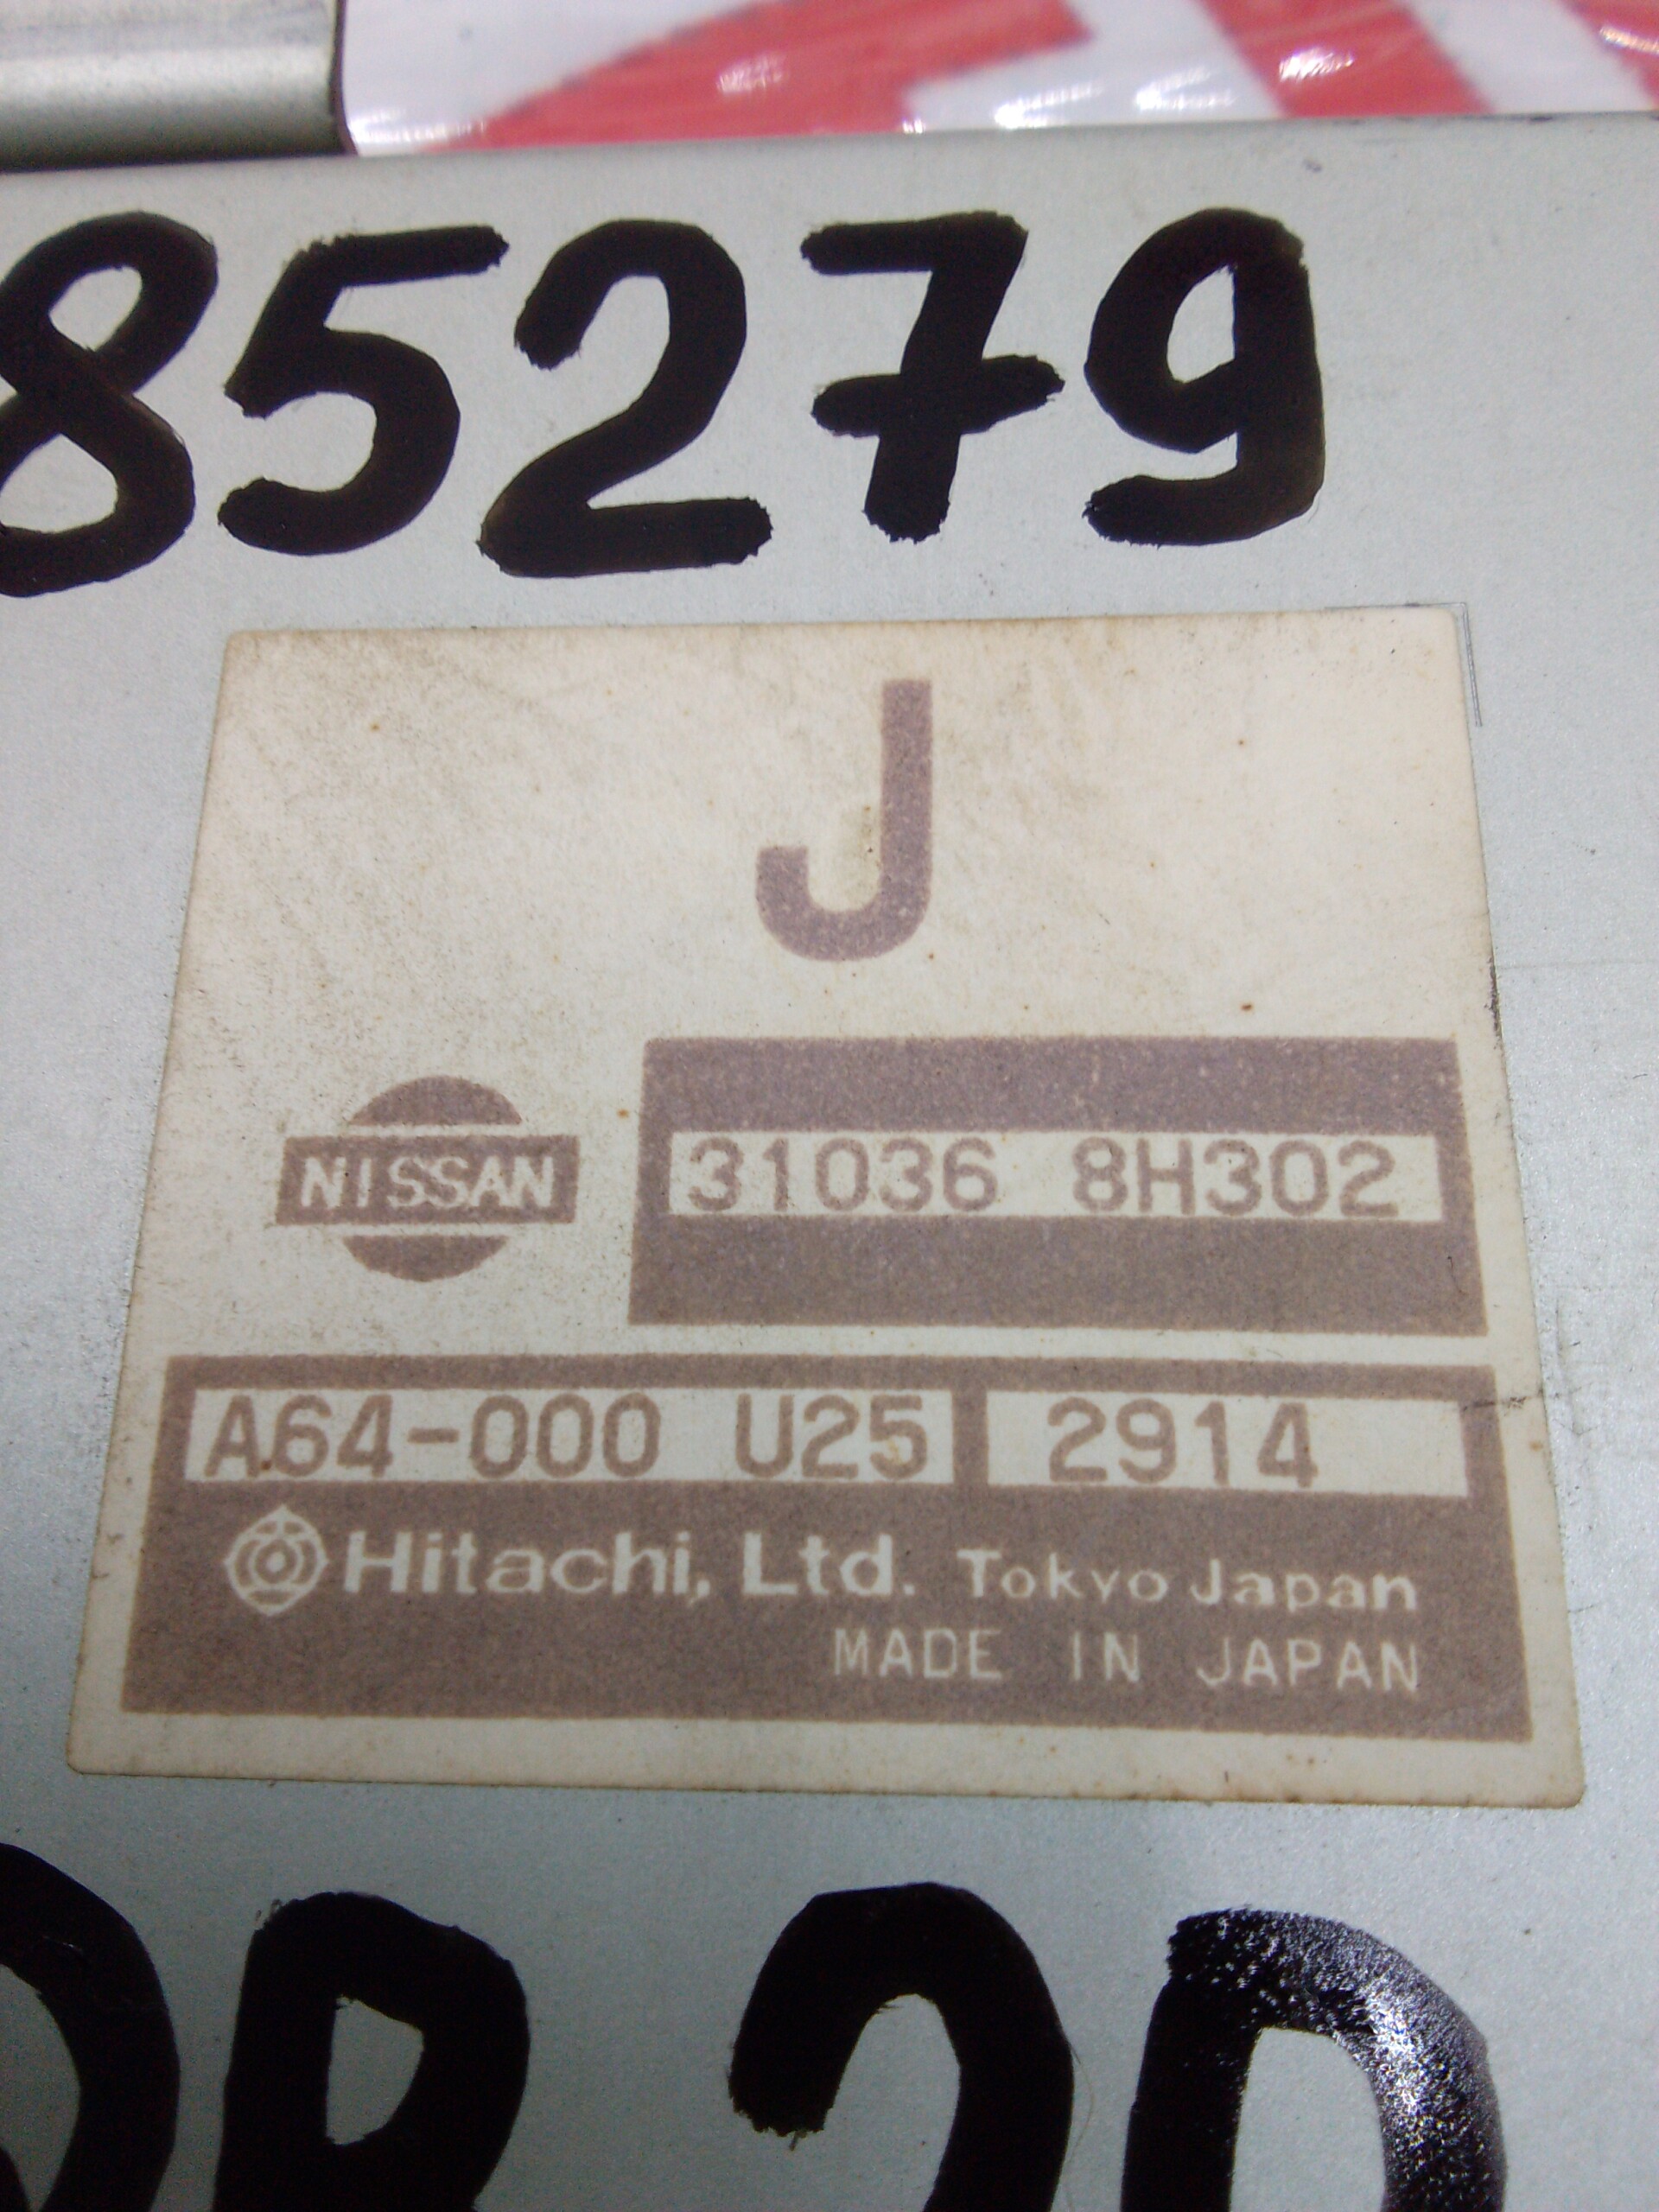 85279
J
NISSAN
31036 8H302
A64-000 U25 2914
Hitachi, Ltd. Tokyo Japan
MADE IN JAPAN